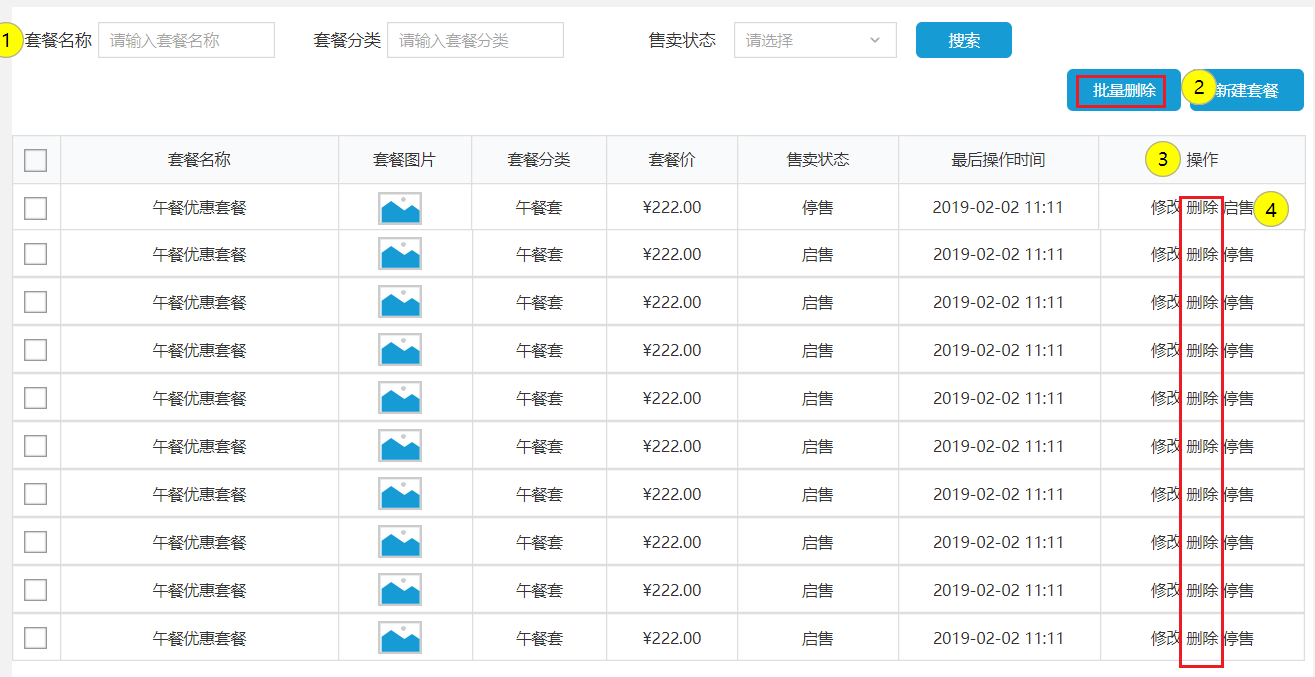 1 套餐名称 请输入套餐名称 套餐分类 请输入套餐分类 售卖状态 请选择 搜索
批量删除 2 新建套餐
套餐名称 套餐图片 套餐分类 套餐价 售卖状态 最后操作时间 3 操作
午餐优惠套餐 午餐套 ¥222.00 停售 2019-02-02 11:11 修改 删除 启售 4
午餐优惠套餐 午餐套 ¥222.00 启售 2019-02-02 11:11 修改 删除 停售
午餐优惠套餐 午餐套 ¥222.00 启售 2019-02-02 11:11 修改 删除 停售
午餐优惠套餐 午餐套 ¥222.00 启售 2019-02-02 11:11 修改 删除 停售
午餐优惠套餐 午餐套 ¥222.00 启售 2019-02-02 11:11 修改 删除 停售
午餐优惠套餐 午餐套 ¥222.00 启售 2019-02-02 11:11 修改 删除 停售
午餐优惠套餐 午餐套 ¥222.00 启售 2019-02-02 11:11 修改 删除 停售
午餐优惠套餐 午餐套 ¥222.00 启售 2019-02-02 11:11 修改 删除 停售
午餐优惠套餐 午餐套 ¥222.00 启售 2019-02-02 11:11 修改 删除 停售
午餐优惠套餐 午餐套 ¥222.00 启售 2019-02-02 11:11 修改 删除 停售